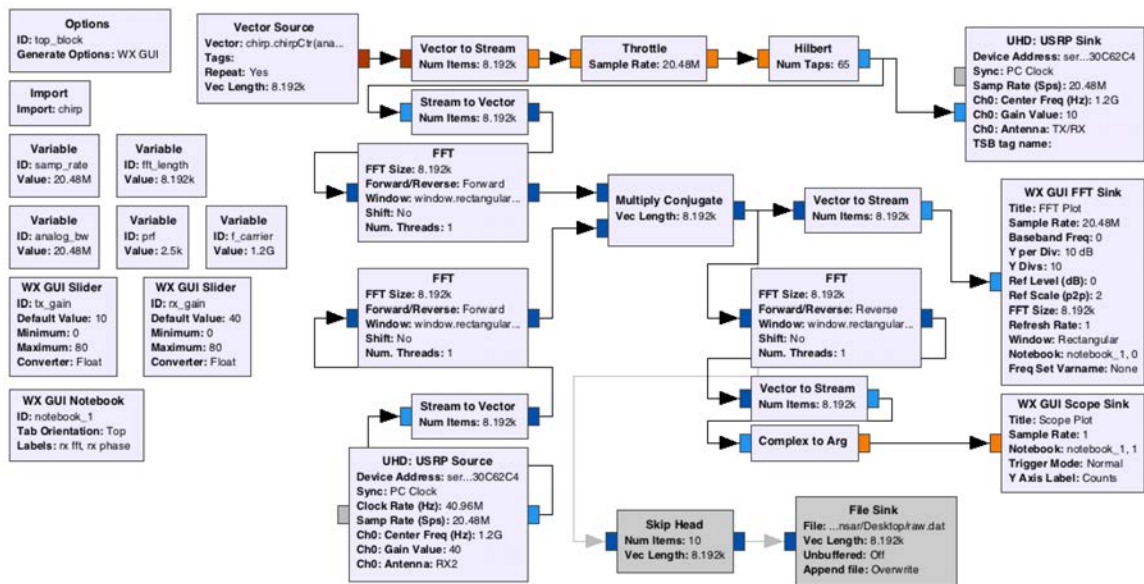 Options
ID: top_block
Generate Options: WX GUI
Import
Import: chirp
Variable
ID: samp_rate
Value: 20.48M
Variable
ID: fft_length
Value: 8.192k
Variable
ID: analog_bw
Value: 20.48M
Variable
ID: prf
Value: 2.5k
Variable
ID: f_carrier
Value: 1.2G
WX GUI Slider
ID: tx_gain
Default Value: 10
Minimum: 0
Maximum: 80
Converter: Float
WX GUI Slider
ID: rx_gain
Default Value: 40
Minimum: 0
Maximum: 80
Converter: Float
WX GUI Notebook
ID: notebook_1
Tab Orientation: Top
Labels: rx fft, rx phase
Vector Source
Vector: chirp.chirpCtr(ana...
Tags:
Repeat: Yes
Vec Length: 8.192k
Vector to Stream
Num Items: 8.192k
Throttle
Sample Rate: 20.48M
Hilbert
Num Taps: 65
UHD: USRP Sink
Device Address: ser...30C62C4
Sync: PC Clock
Samp Rate (Sps): 20.48M
Ch0: Center Freq (Hz): 1.2G
Ch0: Gain Value: 10
Ch0: Antenna: TX/RX
TSB tag name:
Stream to Vector
Num Items: 8.192k
FFT
FFT Size: 8.192k
Forward/Reverse: Forward
Window: window.rectangular...
Shift: No
Num. Threads: 1
Multiply Conjugate
Vec Length: 8.192k
Vector to Stream
Num Items: 8.192k
WX GUI FFT Sink
Title: FFT Plot
Sample Rate: 20.48M
Baseband Freq: 0
Y per Div: 10 dB
Y Divs: 10
Ref Level (dB): 0
Ref Scale (p2p): 2
FFT Size: 8.192k
Refresh Rate: 1
Window: Rectangular
Notebook: notebook_1, 0
Freq Set Varname: None
FFT
FFT Size: 8.192k
Forward/Reverse: Forward
Window: window.rectangular...
Shift: No
Num. Threads: 1
FFT
FFT Size: 8.192k
Forward/Reverse: Reverse
Window: window.rectangular...
Shift: No
Num. Threads: 1
Stream to Vector
Num Items: 8.192k
Vector to Stream
Num Items: 8.192k
Complex to Arg
WX GUI Scope Sink
Title: Scope Plot
Sample Rate: 1
Notebook: notebook_1, 1
Trigger Mode: Normal
Y Axis Label: Counts
UHD: USRP Source
Device Address: ser...30C62C4
Sync: PC Clock
Clock Rate (Hz): 40.96M
Samp Rate (Sps): 20.48M
Ch0: Center Freq (Hz): 1.2G
Ch0: Gain Value: 40
Ch0: Antenna: RX2
Skip Head
Num Items: 10
Vec Length: 8.192k
File Sink
File: ...nsar/Desktop/raw.dat
Vec Length: 8.192k
Unbuffered: Off
Append file: Overwrite